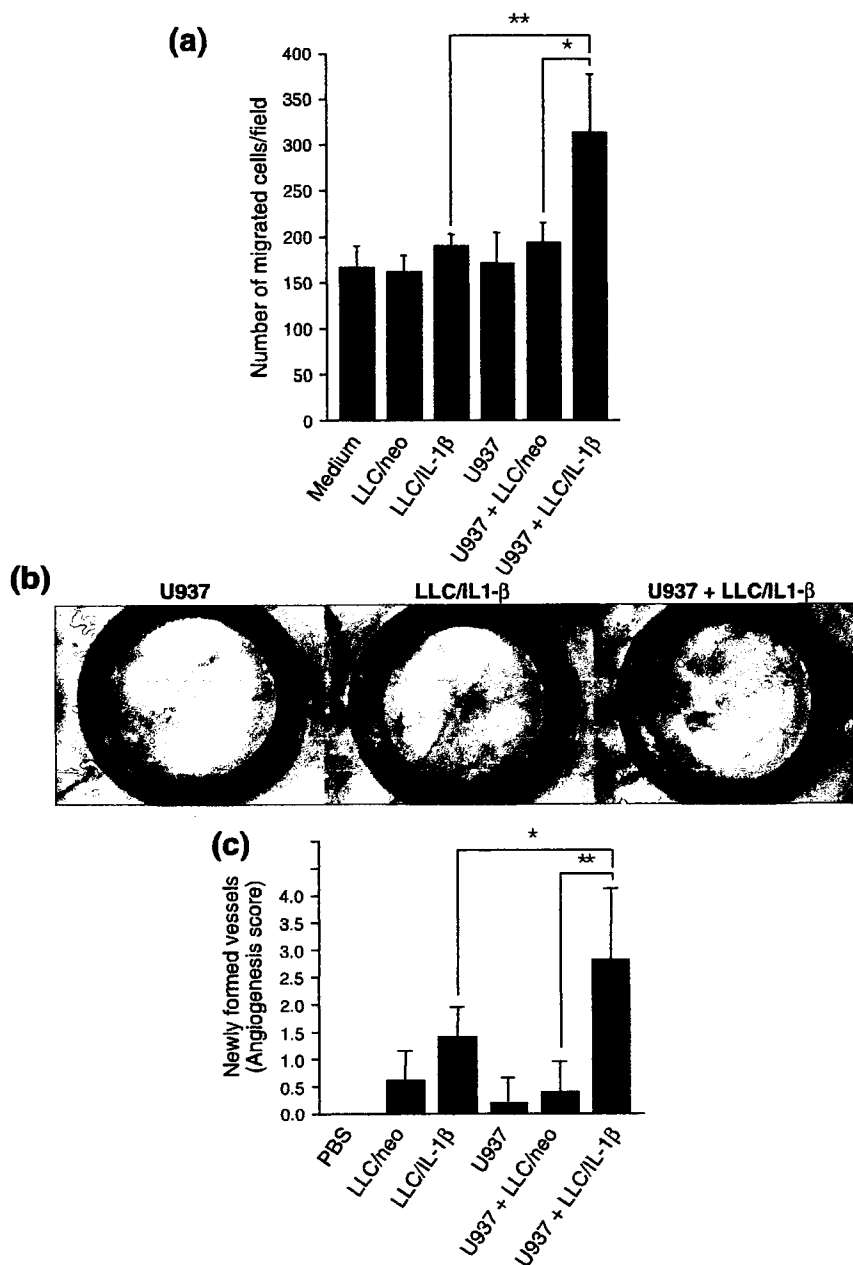 (a)
**
*
400
350
300
250
200
150
100
50
0
Number of migrated cells/field
Medium
LLC/neo
LLC/IL-1β
U937
U937 + LLC/neo
U937 + LLC/IL-1β
(b)
U937
LLC/IL1-β
U937 + LLC/IL1-β
(c)
*
**
4.0
3.5
3.0
2.5
2.0
1.5
1.0
0.5
0.0
Newly formed vessels
(Angiogenesis score)
PBS
LLC/neo
LLC/IL-1β
U937
U937 + LLC/neo
U937 + LLC/IL-1β